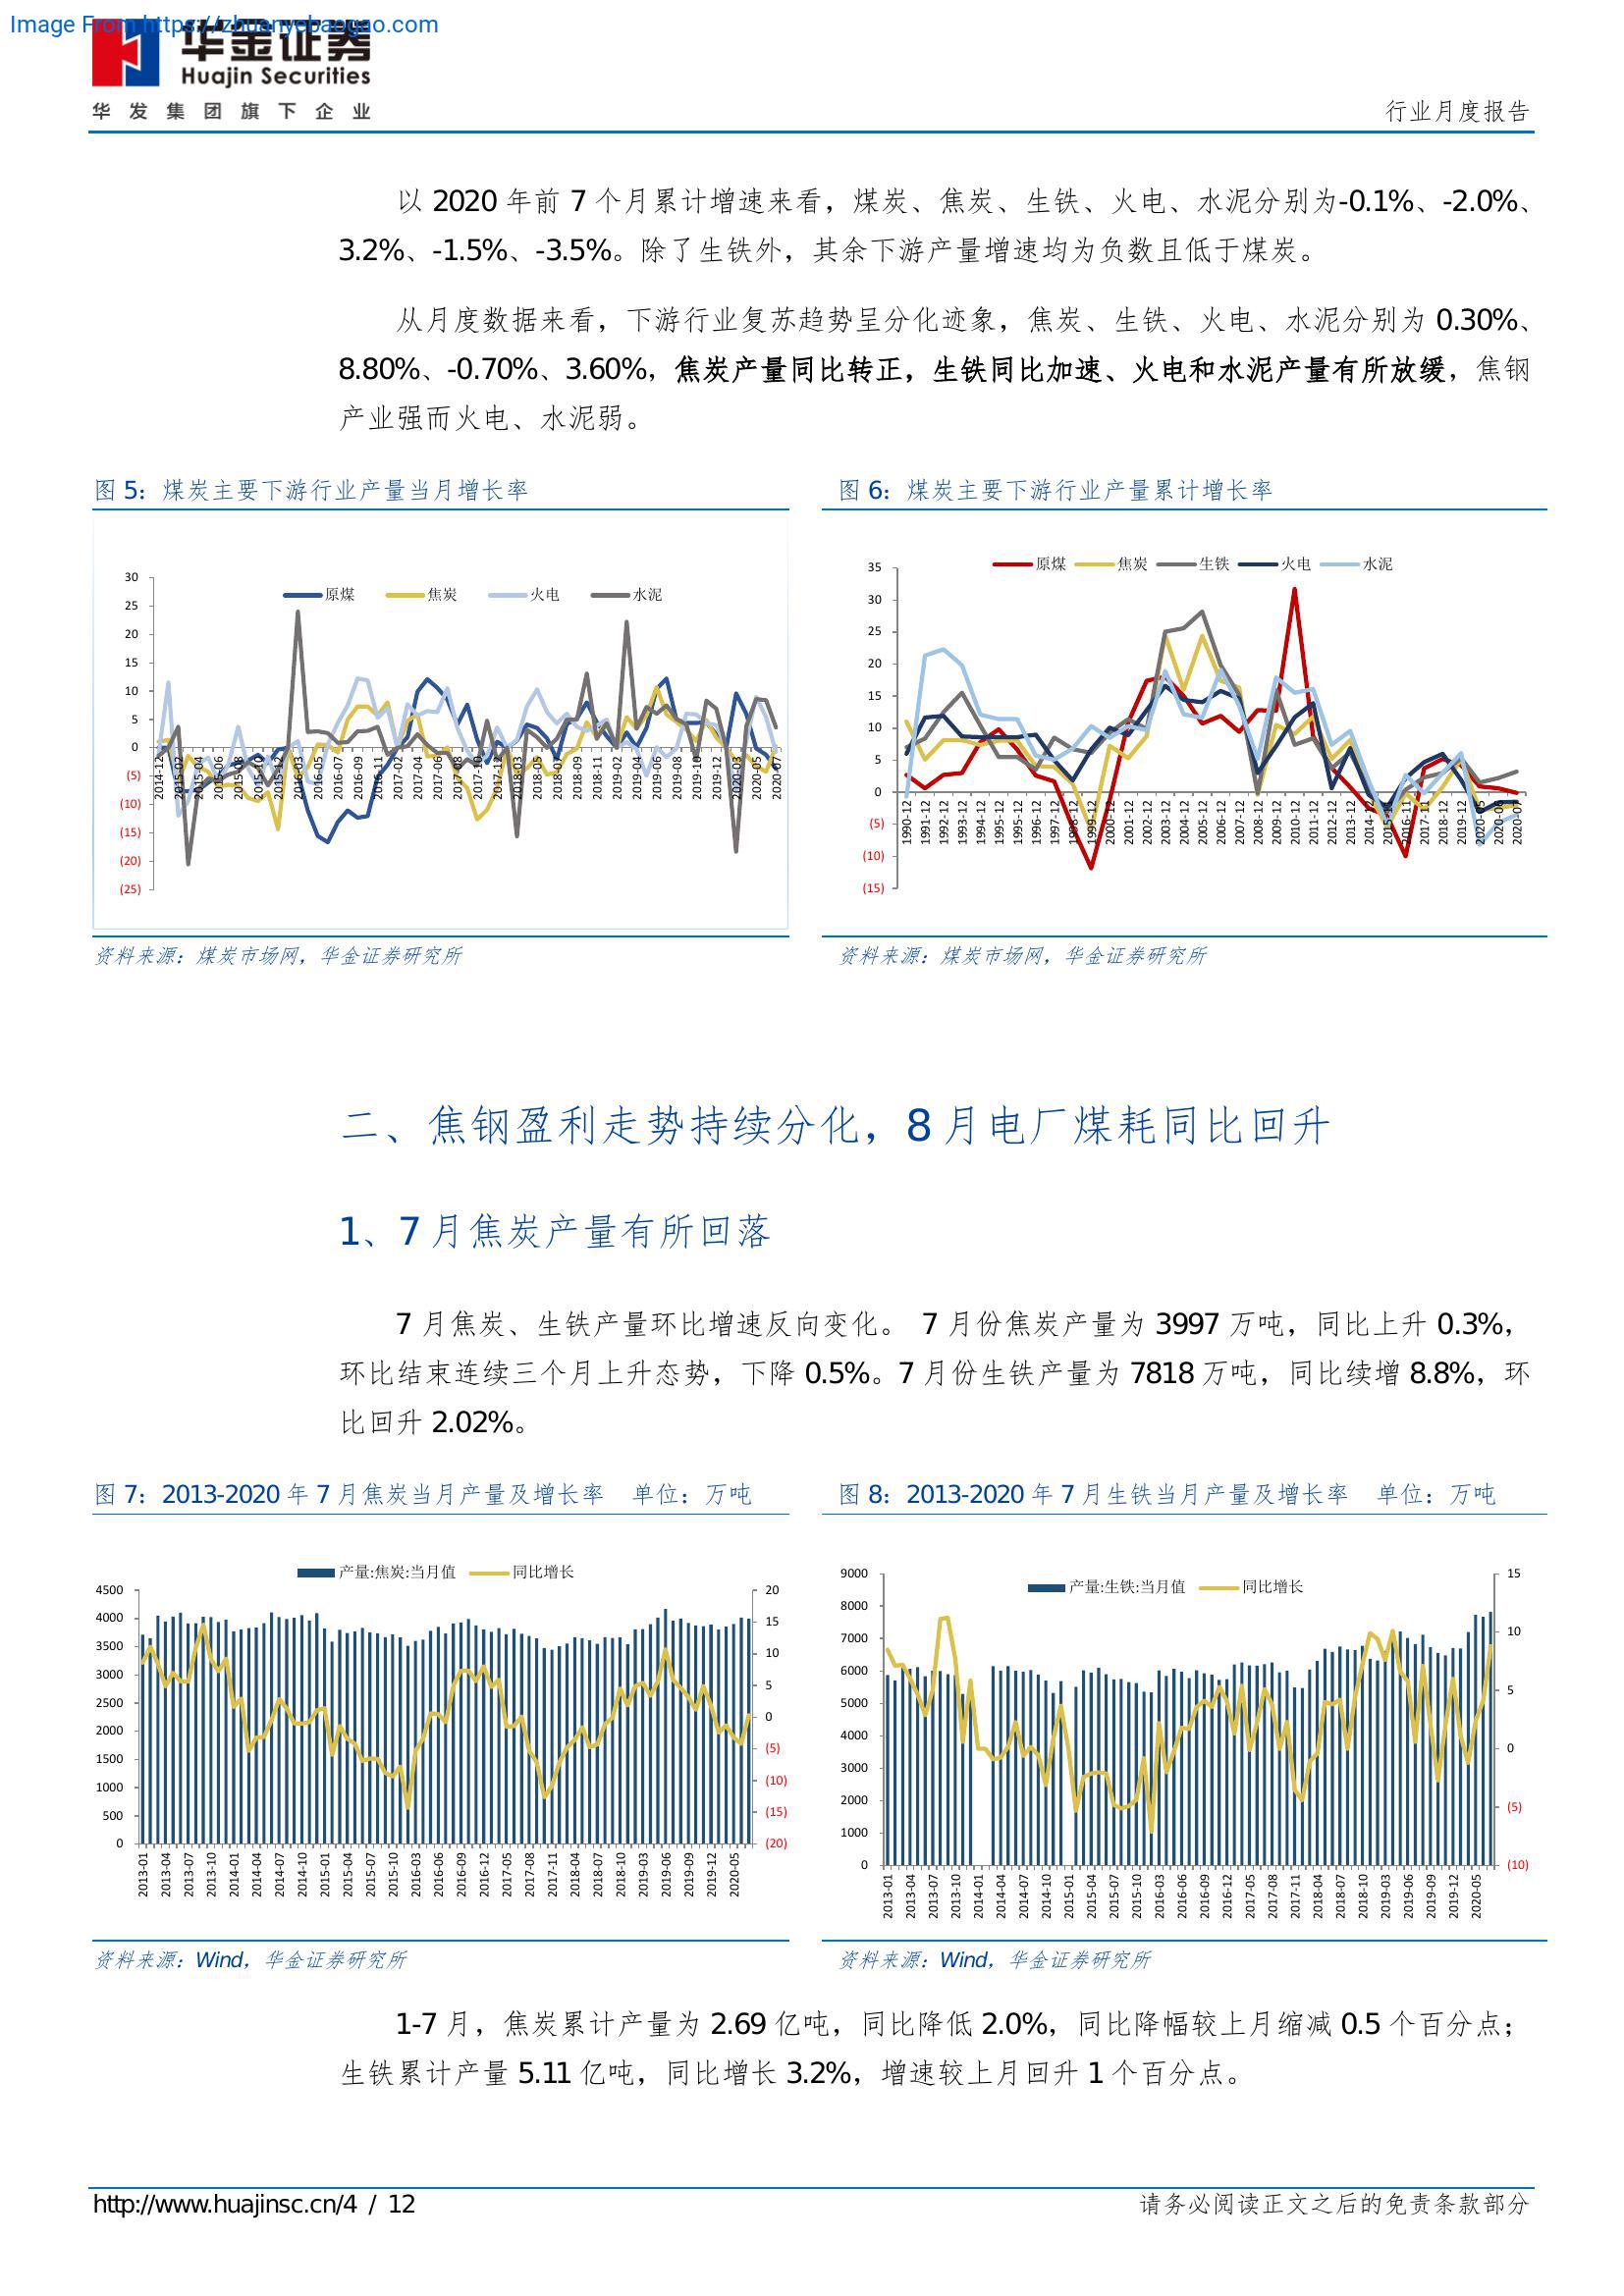 Image From https://zhuanyebaogao.com
华金证券
Huajin Securities
华发集团旗下企业
行业月度报告
以 2020 年前 7 个月累计增速来看，煤炭、焦炭、生铁、火电、水泥分别为-0.1%、-2.0%、
3.2%、-1.5%、-3.5%。除了生铁外，其余下游产量增速均为负数且低于煤炭。
从月度数据来看，下游行业复苏趋势呈分化迹象，焦炭、生铁、火电、水泥分别为 0.30%、
8.80%、-0.70%、3.60%，焦炭产量同比转正，生铁同比加速、火电和水泥产量有所放缓，焦钢
产业强而火电、水泥弱。
图 5：煤炭主要下游行业产量当月增长率
原煤 焦炭 火电 水泥
30
25
20
15
10
5
0
(5)
(10)
(15)
(20)
(25)
2014-12 2015-02 2015-04 2015-06 2015-08 2015-10 2015-12 2016-03 2016-05 2016-07 2016-09 2016-11 2017-02 2017-04 2017-06 2017-08 2017-10 2017-12 2018-03 2018-05 2018-07 2018-09 2018-11 2019-02 2019-04 2019-06 2019-08 2019-10 2019-12 2020-03 2020-05 2020-07
资料来源：煤炭市场网，华金证券研究所
图 6：煤炭主要下游行业产量累计增长率
原煤 焦炭 生铁 火电 水泥
35
30
25
20
15
10
5
0
(5)
(10)
(15)
1990-12 1991-12 1992-12 1993-12 1994-12 1995-12 1995-12 1996-12 1997-12 1998-12 1999-12 2000-12 2001-12 2002-12 2003-12 2004-12 2005-12 2006-12 2007-12 2008-12 2009-12 2010-12 2011-12 2012-12 2013-12 2014-12 2016-11 2017-11 2018-12 2019-12 2020-05 2020-06 2020-07
资料来源：煤炭市场网，华金证券研究所
二、焦钢盈利走势持续分化，8 月电厂煤耗同比回升
1、7 月焦炭产量有所回落
7 月焦炭、生铁产量环比增速反向变化。 7 月份焦炭产量为 3997 万吨，同比上升 0.3%，
环比结束连续三个月上升态势，下降 0.5%。7 月份生铁产量为 7818 万吨，同比续增 8.8%，环
比回升 2.02%。
图 7：2013-2020 年 7 月焦炭当月产量及增长率 单位：万吨
产量:焦炭:当月值 同比增长
4500
4000
3500
3000
2500
2000
1500
1000
500
0
20
15
10
5
0
(5)
(10)
(15)
(20)
2013-01 2013-04 2013-07 2013-10 2014-01 2014-04 2014-07 2014-10 2015-01 2015-04 2015-07 2015-10 2016-03 2016-06 2016-09 2016-12 2017-05 2017-08 2017-11 2018-04 2018-07 2018-10 2019-03 2019-06 2019-09 2019-12 2020-05
资料来源：Wind，华金证券研究所
图 8：2013-2020 年 7 月生铁当月产量及增长率 单位：万吨
产量:生铁:当月值 同比增长
9000
8000
7000
6000
5000
4000
3000
2000
1000
0
15
10
5
0
(5)
(10)
2013-01 2013-04 2013-07 2013-10 2014-01 2014-04 2014-07 2014-10 2015-01 2015-04 2015-07 2015-10 2016-03 2016-06 2016-09 2016-12 2017-05 2017-08 2017-11 2018-04 2018-07 2018-10 2019-03 2019-06 2019-09 2019-12 2020-05
资料来源：Wind，华金证券研究所
1-7 月，焦炭累计产量为 2.69 亿吨，同比降低 2.0%，同比降幅较上月缩减 0.5 个百分点；
生铁累计产量 5.11 亿吨，同比增长 3.2%，增速较上月回升 1 个百分点。
http://www.huajinsc.cn/4 / 12
请务必阅读正文之后的免责条款部分